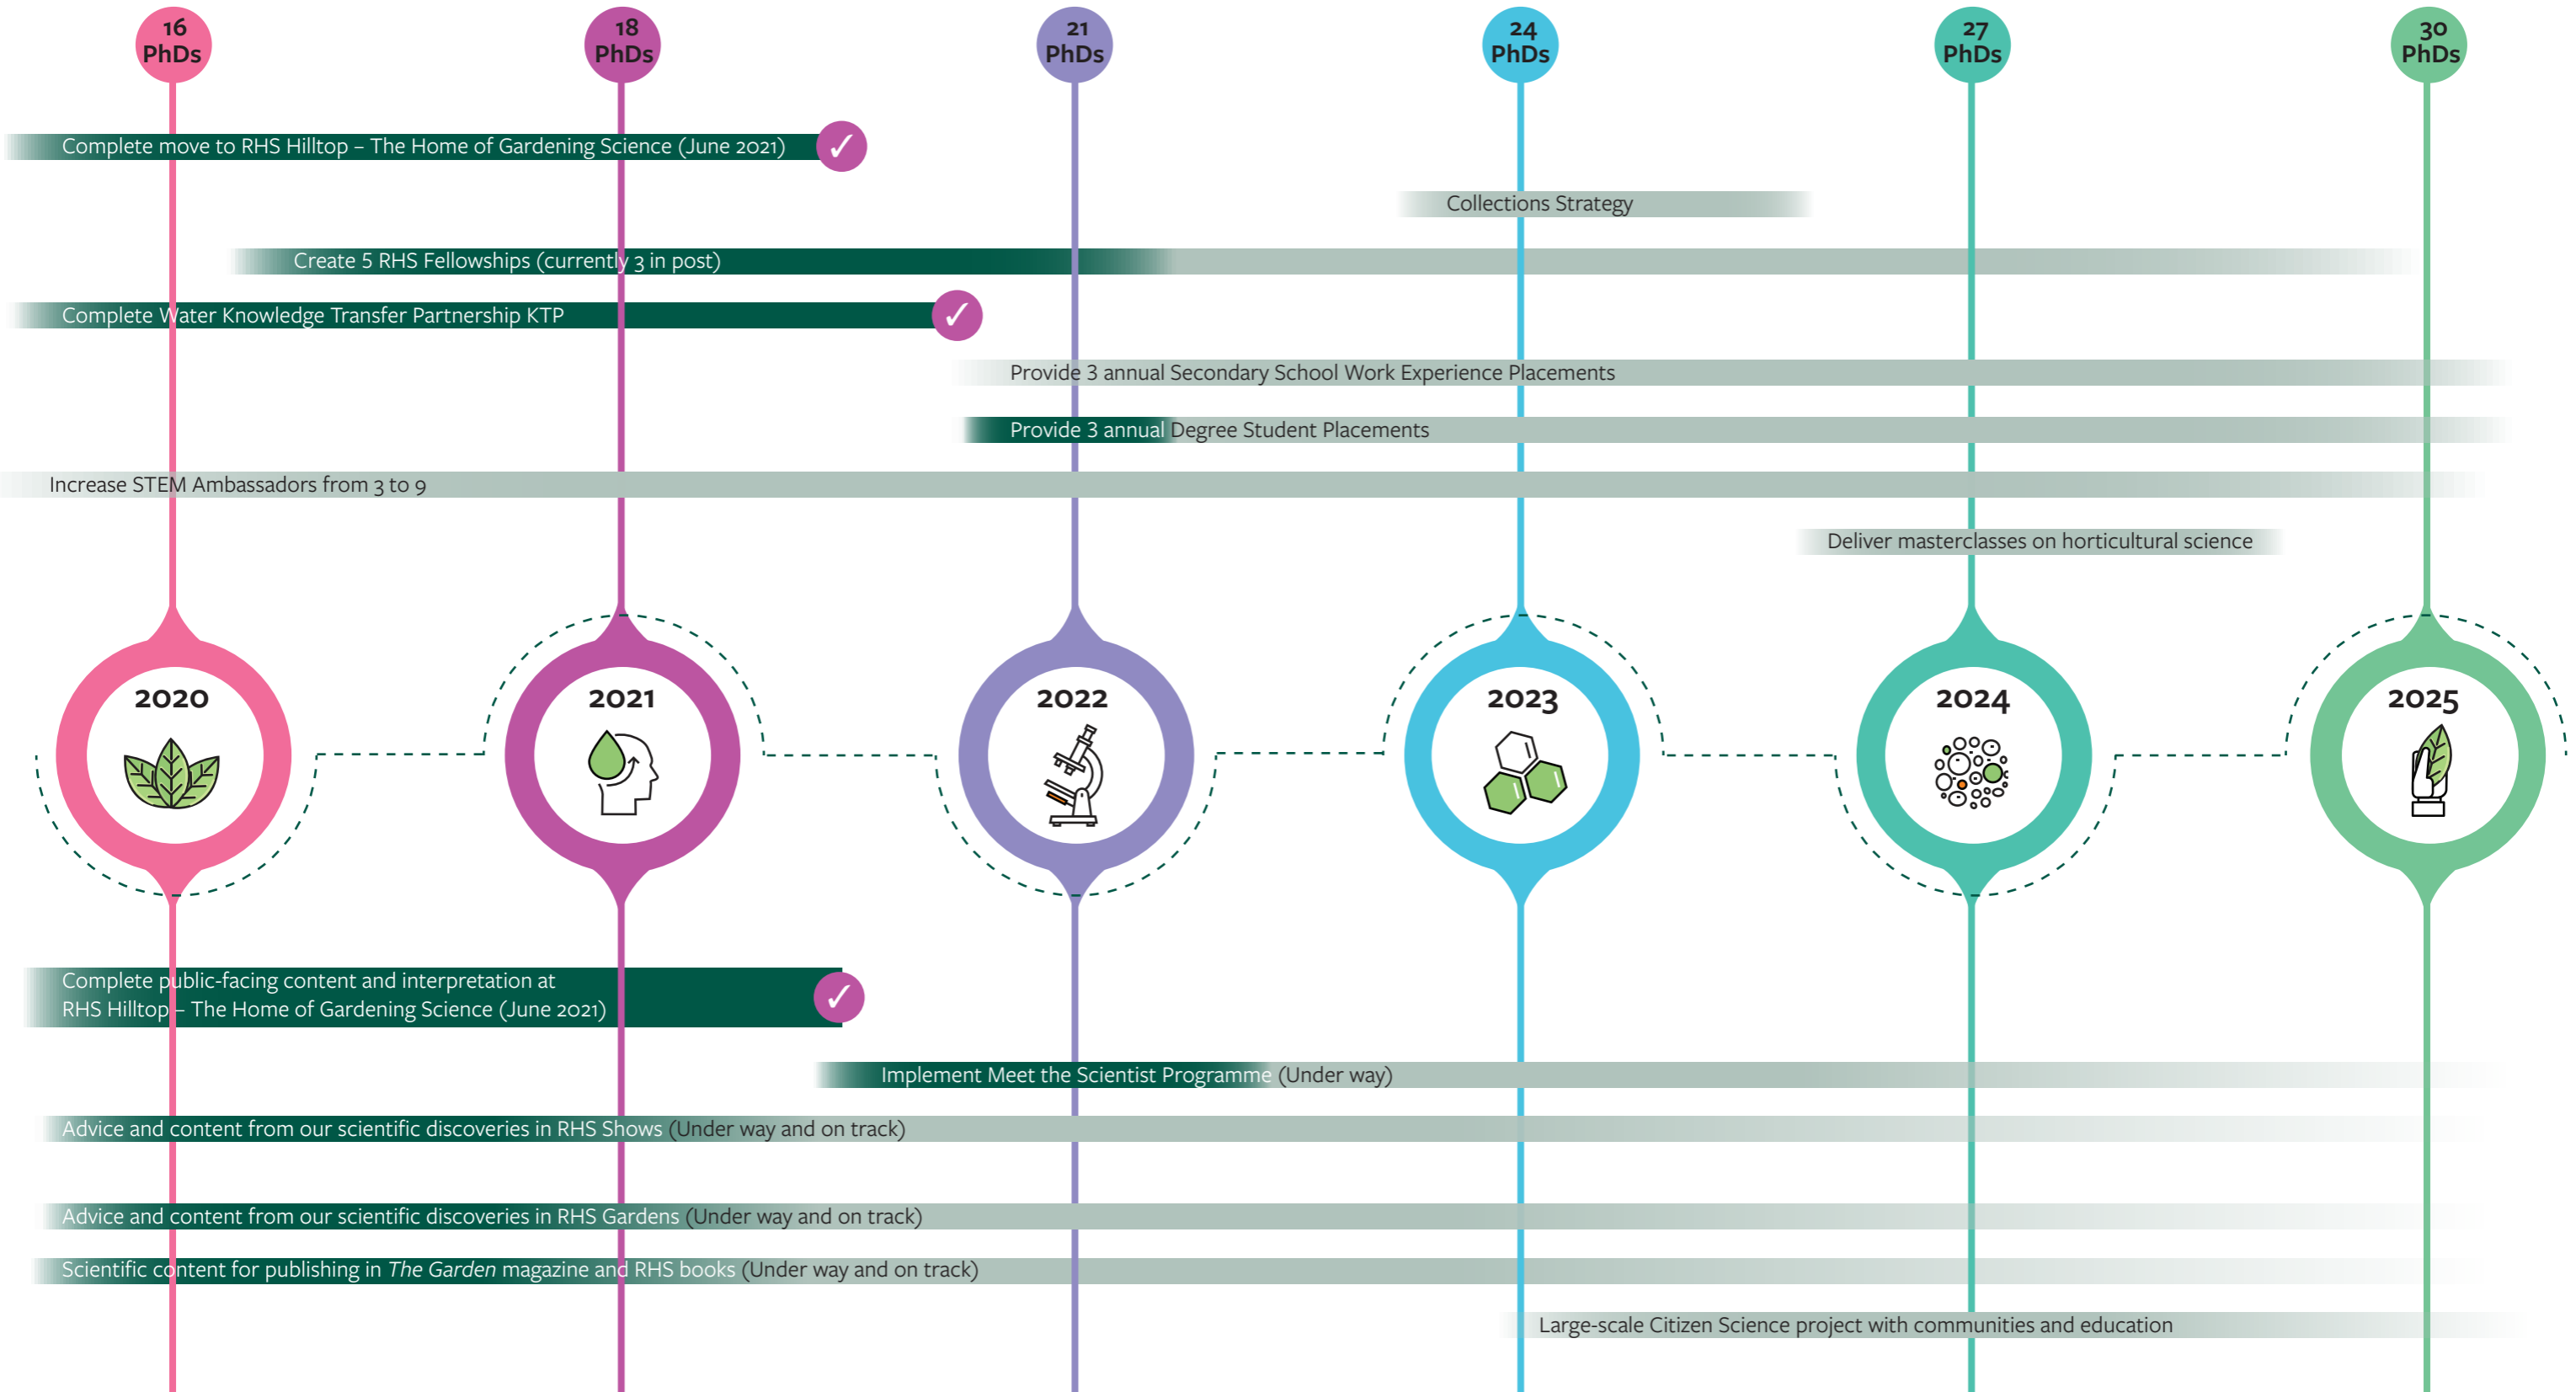 16
PhDs
18
PhDs
21
PhDs
24
PhDs
27
PhDs
30
PhDs
Complete move to RHS Hilltop – The Home of Gardening Science (June 2021)
✓
Collections Strategy
Create 5 RHS Fellowships (currently 3 in post)
Complete Water Knowledge Transfer Partnership KTP
✓
Provide 3 annual Secondary School Work Experience Placements
Provide 3 annual Degree Student Placements
Increase STEM Ambassadors from 3 to 9
Deliver masterclasses on horticultural science
2020
2021
2022
2023
2024
2025
Complete public-facing content and interpretation at
RHS Hilltop – The Home of Gardening Science (June 2021)
✓
Implement Meet the Scientist Programme (Under way)
Advice and content from our scientific discoveries in RHS Shows (Under way and on track)
Advice and content from our scientific discoveries in RHS Gardens (Under way and on track)
Scientific content for publishing in The Garden magazine and RHS books (Under way and on track)
Large-scale Citizen Science project with communities and education